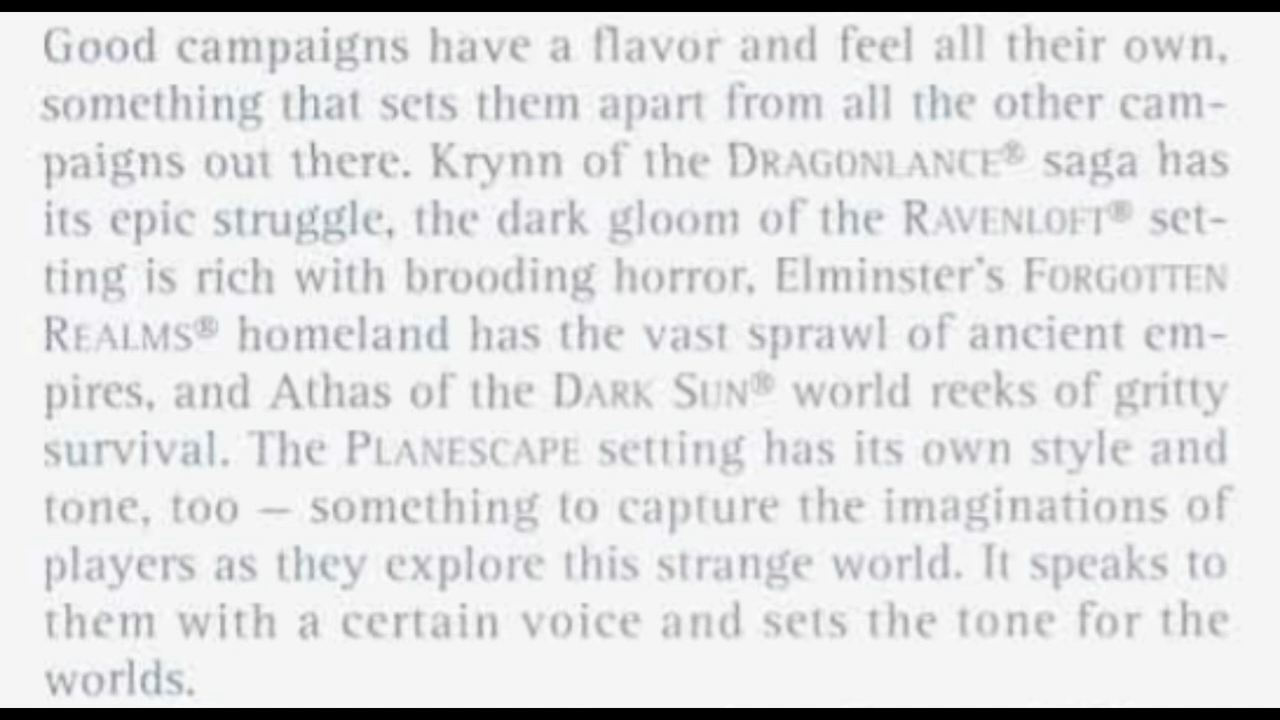 Good campaigns have a flavor and feel all their own,
something that sets them apart from all the other cam-
paigns out there. Krynn of the DRAGONLANCE® saga has
its epic struggle, the dark gloom of the RAVENLOFT® set-
ting is rich with brooding horror, Elminster's FORGOTTEN
REALMS® homeland has the vast sprawl of ancient em-
pires, and Athas of the DARK SUN® world reeks of gritty
survival. The PLANESCAPE setting has its own style and
tone, too — something to capture the imaginations of
players as they explore this strange world. It speaks to
them with a certain voice and sets the tone for the
worlds.